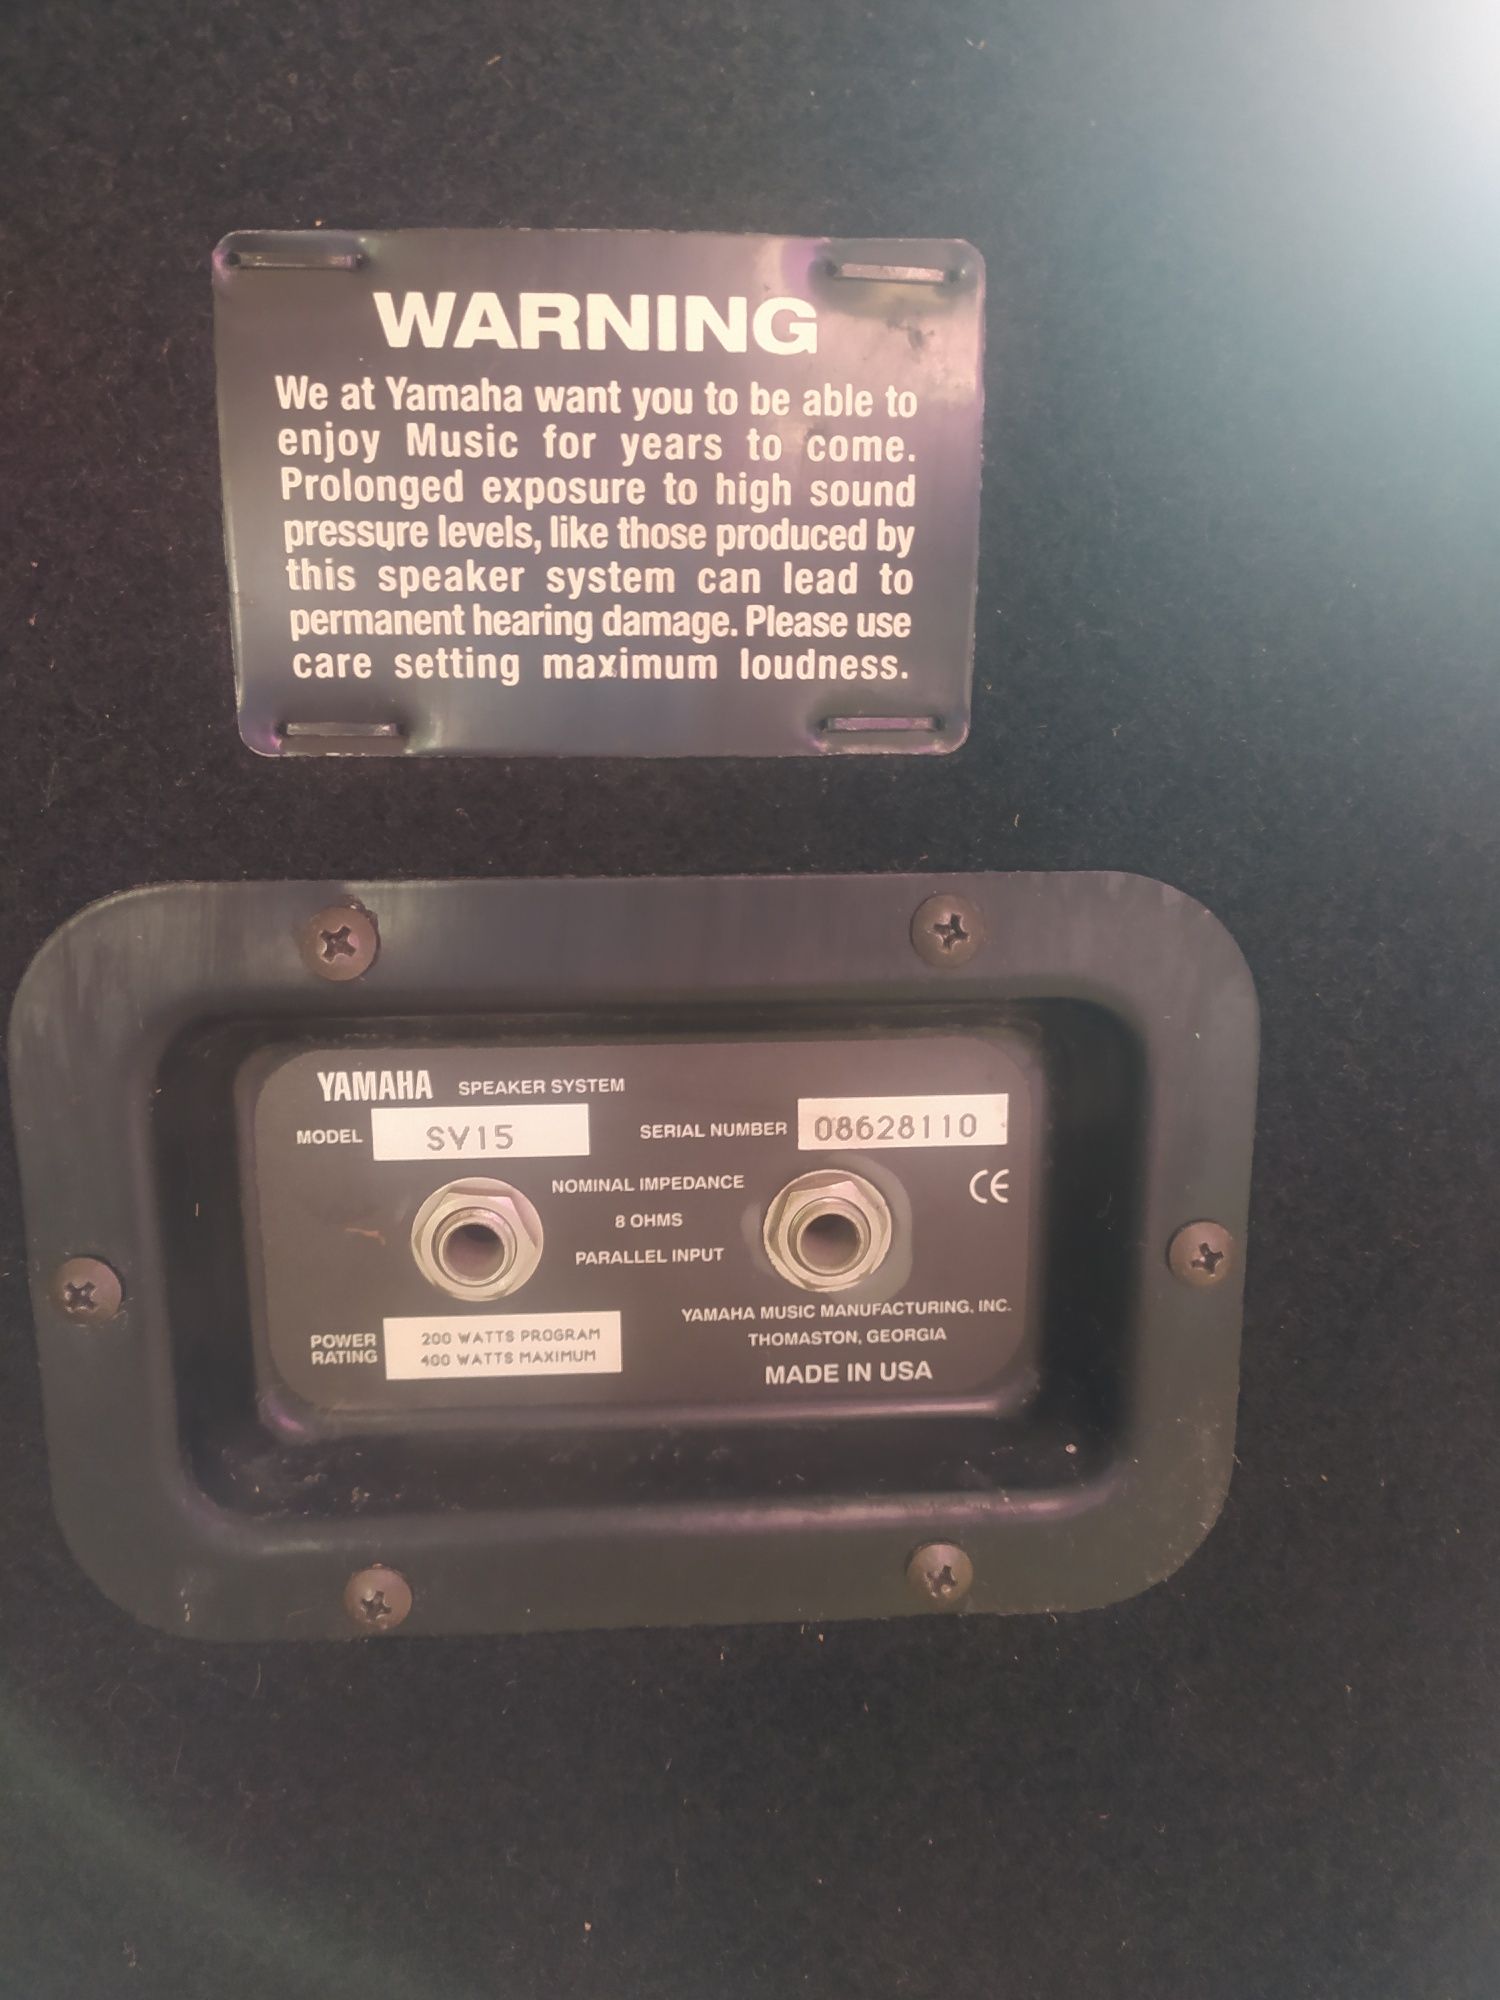 WARNING
We at Yamaha want you to be able to
enjoy Music for years to come.
Prolonged exposure to high sound
pressure levels, like those produced by
this speaker system can lead to
permanent hearing damage. Please use
care setting maximum loudness.
YAMAHA SPEAKER SYSTEM
MODEL SV15 SERIAL NUMBER 08628110
NOMINAL IMPEDANCE
8 OHMS
PARALLEL INPUT
CE
POWER
RATING
200 WATTS PROGRAM
400 WATTS MAXIMUM
YAMAHA MUSIC MANUFACTURING, INC.
THOMASTON, GEORGIA
MADE IN USA